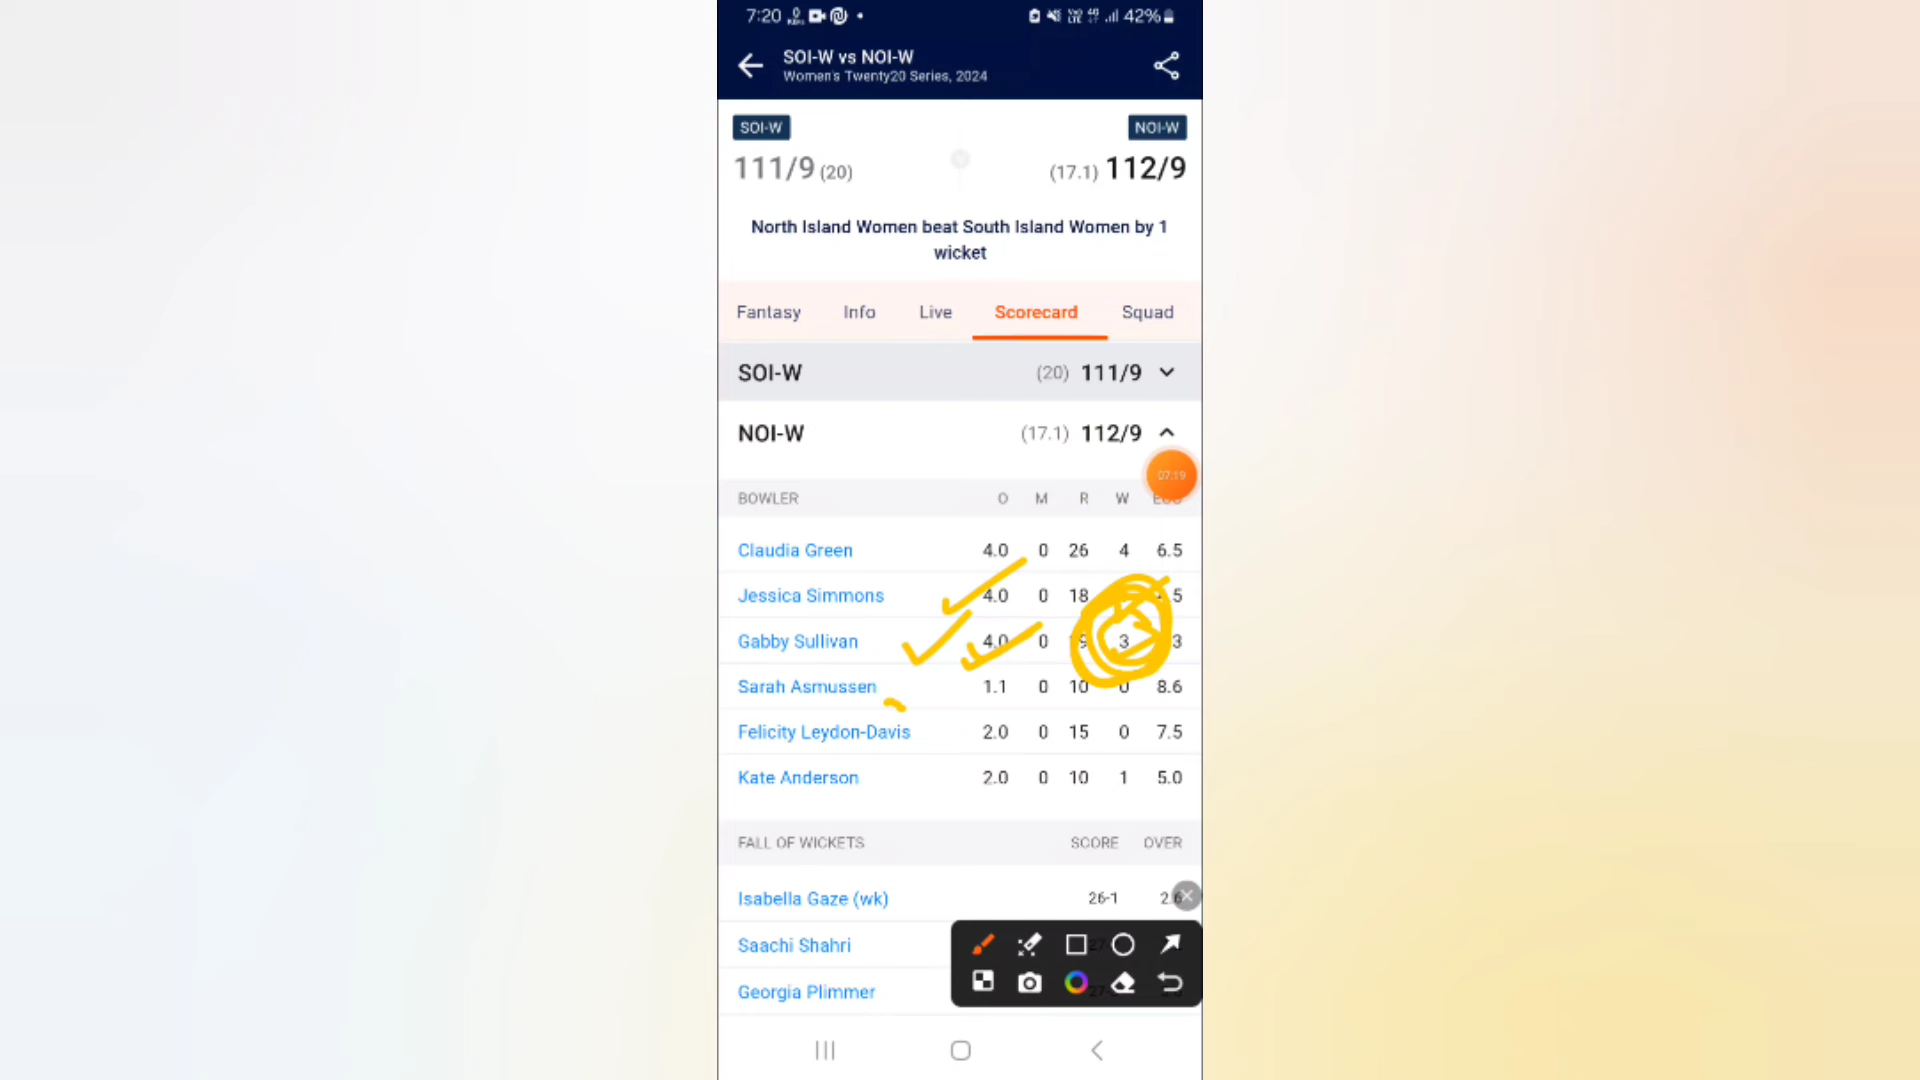 7:20 42%
SOI-W vs NOI-W
Women's Twenty20 Series, 2024
SOI-W NOI-W
111/9 (20) (17.1) 112/9
North Island Women beat South Island Women by 1
wicket
Fantasy Info Live Scorecard Squad
SOI-W (20) 111/9
NOI-W (17.1) 112/9
07:19
BOWLER O M R W
Claudia Green 4.0 0 26 4 6.5
Jessica Simmons 4.0 0 18
Gabby Sullivan 4.0 0 3
Sarah Asmussen 1.1 0 10 0 8.6
Felicity Leydon-Davis 2.0 0 15 0 7.5
Kate Anderson 2.0 0 10 1 5.0
FALL OF WICKETS SCORE OVER
Isabella Gaze (wk) 26-1 2.6
Saachi Shahri
Georgia Plimmer